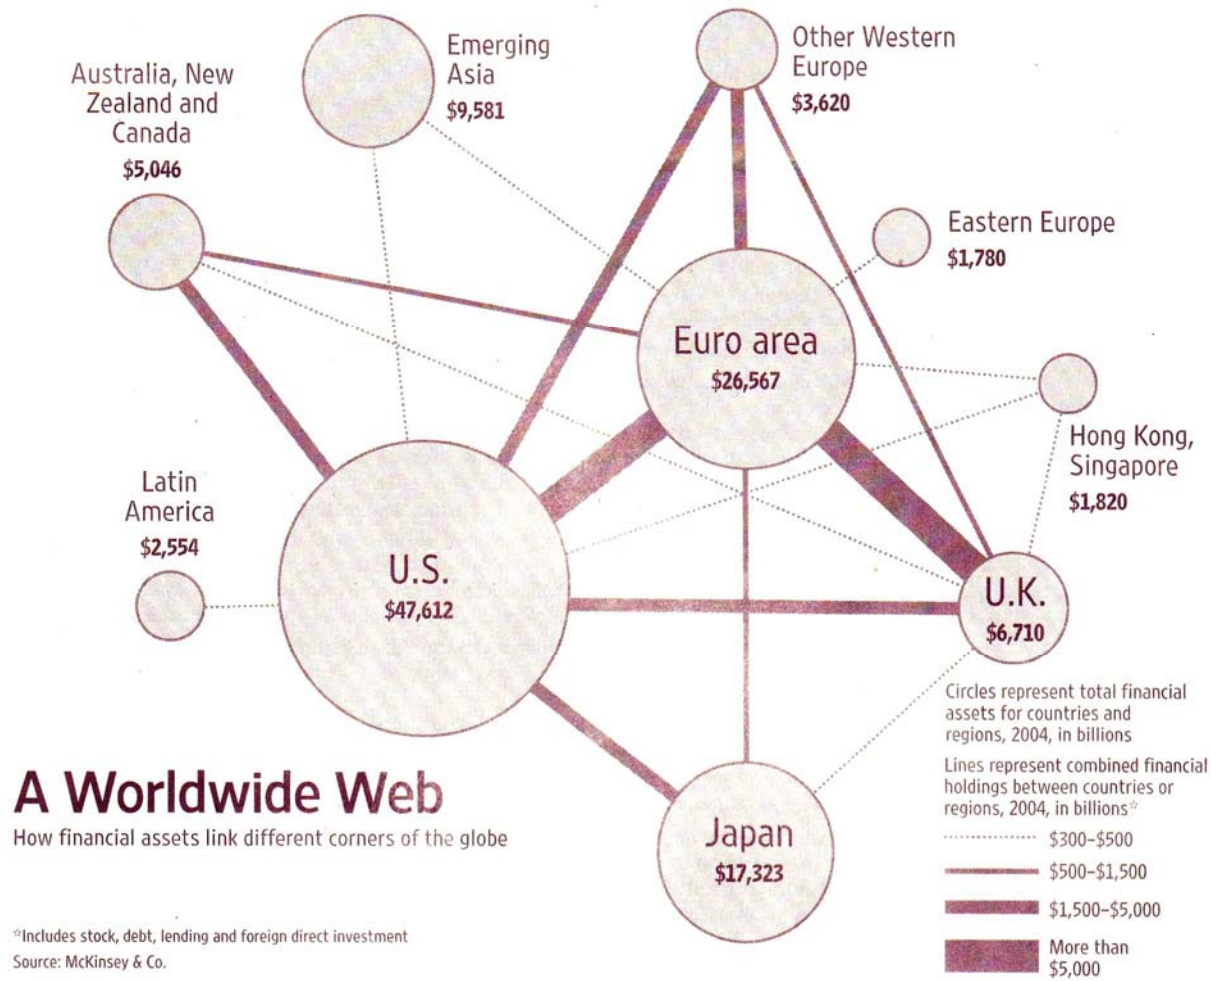 Emerging
Asia
$9,581
Other Western
Europe
$3,620
Australia, New
Zealand and
Canada
$5,046
Eastern Europe
$1,780
Euro area
$26,567
Hong Kong,
Singapore
$1,820
Latin
America
$2,554
U.S.
$47,612
U.K.
$6,710
Japan
$17,323
A Worldwide Web
How financial assets link different corners of the globe
*Includes stock, debt, lending and foreign direct investment
Source: McKinsey & Co.
Circles represent total financial
assets for countries and
regions, 2004, in billions
Lines represent combined financial
holdings between countries or
regions, 2004, in billions*
$300–$500
$500–$1,500
$1,500–$5,000
More than
$5,000